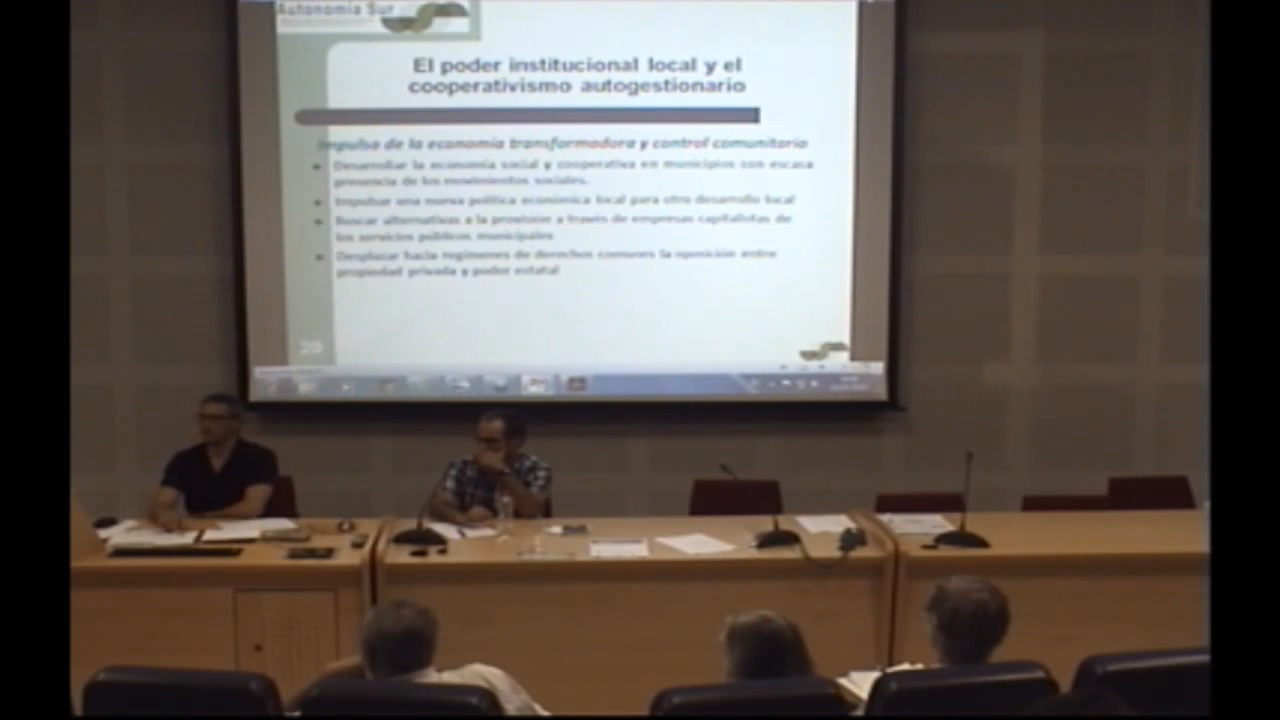 Autonomía Sur
El poder institucional local y el
cooperativismo autogestionario
Impulso de la economía transformadora y control comunitario
Desarrollar la economía social y cooperativa en municipios con escasa
presencia de los movimientos sociales.
Impulsar una nueva política económica local para otro desarrollo local
Buscar alternativas a la provisión a través de empresas capitalistas de
los servicios públicos municipales
Desplazar hacia regímenes de derechos comunes la oposición entre
propiedad privada y poder estatal
20